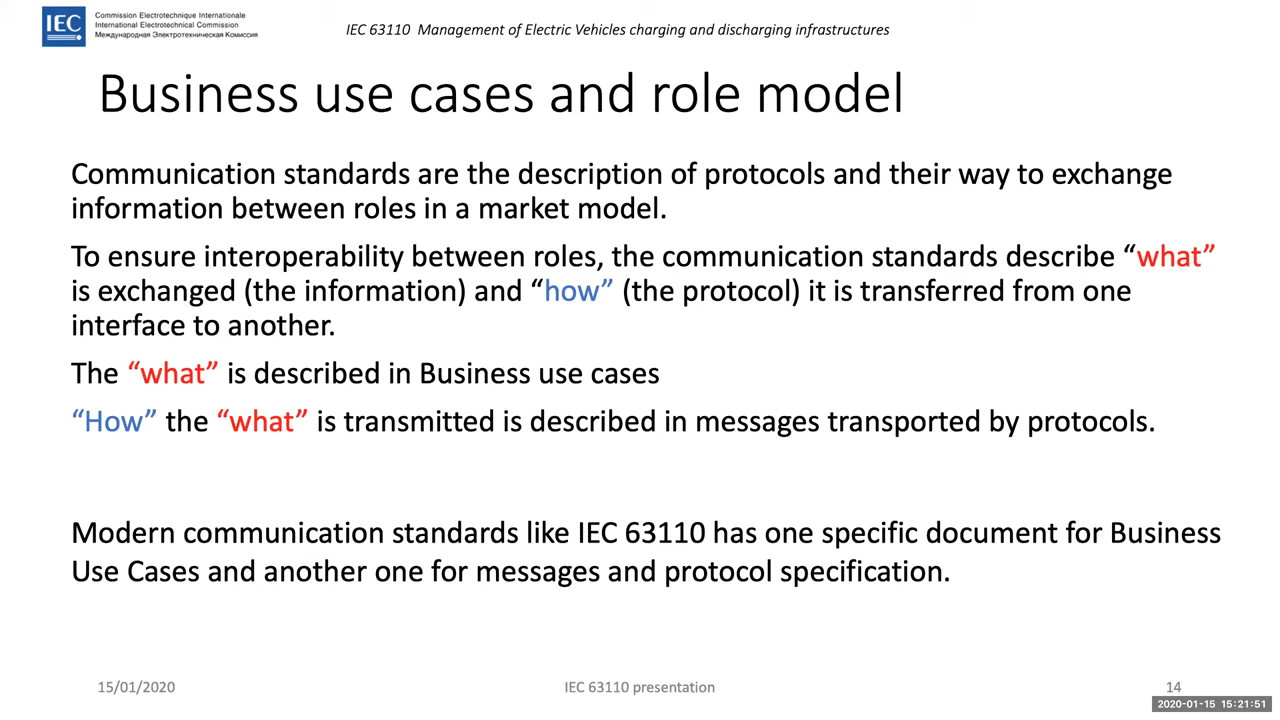 IEC
Commission Electrotechnique Internationale
International Electrotechnical Commission
Международная Электротехническая Комиссия
IEC 63110 Management of Electric Vehicles charging and discharging infrastructures
Business use cases and role model
Communication standards are the description of protocols and their way to exchange
information between roles in a market model.
To ensure interoperability between roles, the communication standards describe “what”
is exchanged (the information) and “how” (the protocol) it is transferred from one
interface to another.
The “what” is described in Business use cases
“How” the “what” is transmitted is described in messages transported by protocols.
Modern communication standards like IEC 63110 has one specific document for Business
Use Cases and another one for messages and protocol specification.
15/01/2020
IEC 63110 presentation
14
2020-01-15 15:21:51